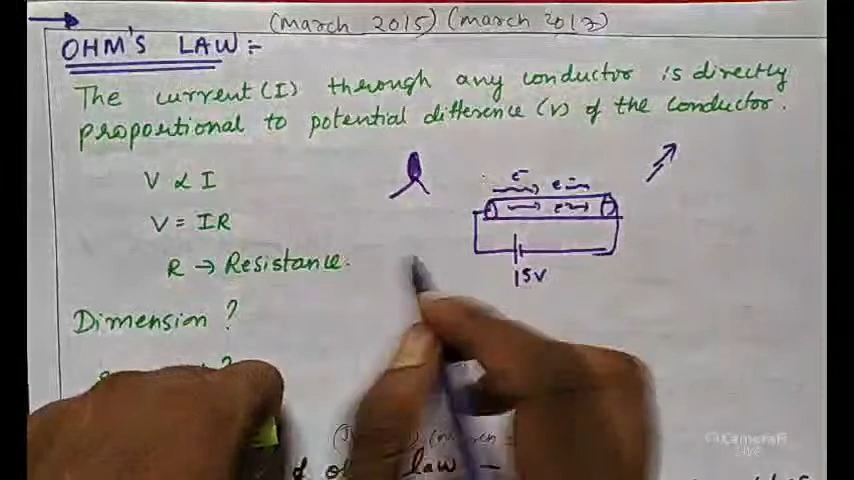 (March 2015) (March 2017)
OHM'S LAW :-
The current (I) through any conductor is directly
proportional to potential difference (V) of the conductor.
V ∝ I
e- e-
V = IR
R → Resistance.
15V
Dimension ?
of law -